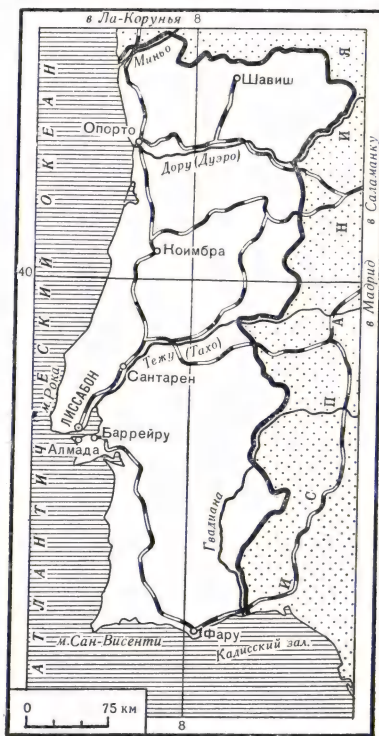 в Ла-Корунья
8
Миньо
Шавиш
Опорто
Дору (Дуэро)
в Саламанку
Коимбра
40
в Мадрид
Тежу (Тахо)
Сантарен
м. Рока
ЛИССАБОН
Баррейру
Алмада
Гвадиана
АТЛАНТИЧЕСКИЙ ОКЕАН
ИСПАНИЯ
м.Сан-Висенти
Фару
Кадисский зал.
0 75 км
8